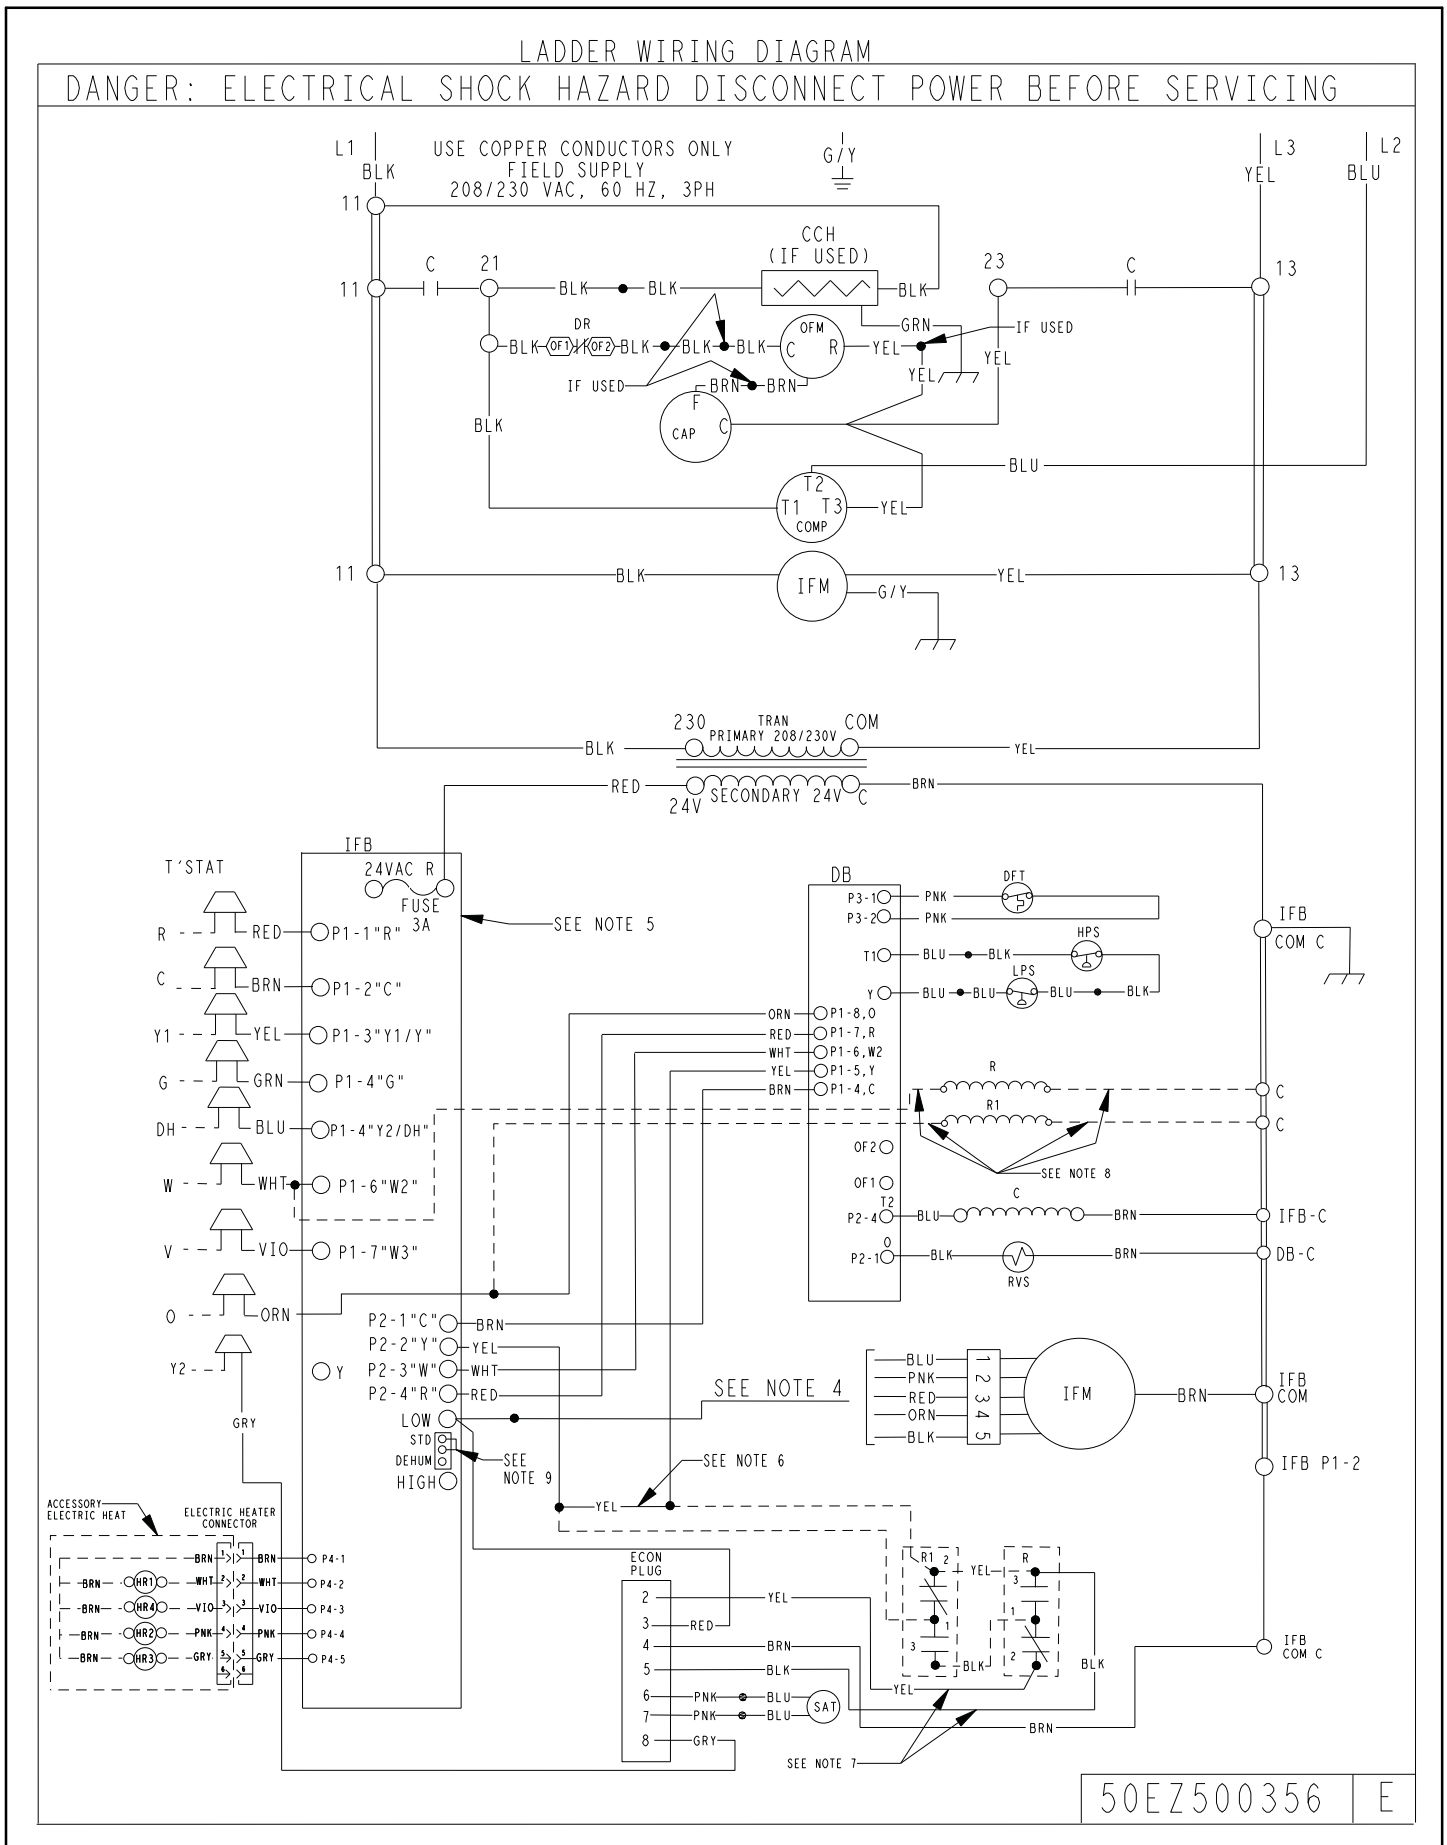 LADDER WIRING DIAGRAM
DANGER: ELECTRICAL SHOCK HAZARD DISCONNECT POWER BEFORE SERVICING
L1
BLK
USE COPPER CONDUCTORS ONLY
FIELD SUPPLY
208/230 VAC, 60 HZ, 3PH
G/Y
L3
YEL
L2
BLU
11
CCH
(IF USED)
11
C
21
BLK
BLK
BLK
23
C
13
GRN
IF USED
DR
BLK
OF1
OF2
BLK
BLK
BLK
C
OFM
R
YEL
YEL
YEL
IF USED
BRN
BRN
F
CAP
C
BLK
BLU
T2
T1
T3
COMP
YEL
11
BLK
IFM
YEL
13
G/Y
230
TRAN
COM
PRIMARY 208/230V
BLK
YEL
RED
24V
SECONDARY 24V
C
BRN
T'STAT
IFB
24VAC R
FUSE
3A
SEE NOTE 5
R
RED
P1-1"R"
C
BRN
P1-2"C"
Y1
YEL
P1-3"Y1/Y"
G
GRN
P1-4"G"
DH
BLU
P1-4"Y2/DH"
W
WHT
P1-6"W2"
V
VIO
P1-7"W3"
O
ORN
Y2
Y
GRY
P2-1"C"
BRN
P2-2"Y"
YEL
P2-3"W"
WHT
P2-4"R"
RED
LOW
STD
DEHUM
HIGH
SEE
NOTE 9
DB
P3-1
PNK
DFT
P3-2
PNK
T1
BLU
BLK
HPS
Y
BLU
BLU
LPS
BLU
BLK
IFB
COM C
ORN
P1-8,O
RED
P1-7,R
WHT
P1-6,W2
YEL
P1-5,Y
BRN
P1-4,C
R
C
R1
C
SEE NOTE 8
OF2
OF1
T2
P2-4
BLU
C
BRN
IFB-C
O
P2-1
BLK
RVS
BRN
DB-C
SEE NOTE 4
BLU
PNK
RED
ORN
BLK
1
2
3
4
5
IFM
BRN
IFB
COM
IFB P1-2
SEE NOTE 6
YEL
ACCESSORY
ELECTRIC HEAT
ELECTRIC HEATER
CONNECTOR
BRN
1
1
BRN
P4-1
BRN
HR1
WHT
2
2
WHT
P4-2
BRN
HR4
VIO
3
3
VIO
P4-3
BRN
HR2
PNK
4
4
PNK
P4-4
BRN
HR3
GRY
5
5
GRY
P4-5
6
6
ECON
PLUG
2
YEL
3
RED
4
BRN
5
BLK
6
PNK
BLU
7
PNK
BLU
SAT
8
GRY
R1
2
YEL
R
3
1
1
3
2
BLK
YEL
BLK
BRN
IFB
COM C
SEE NOTE 7
50EZ500356
E